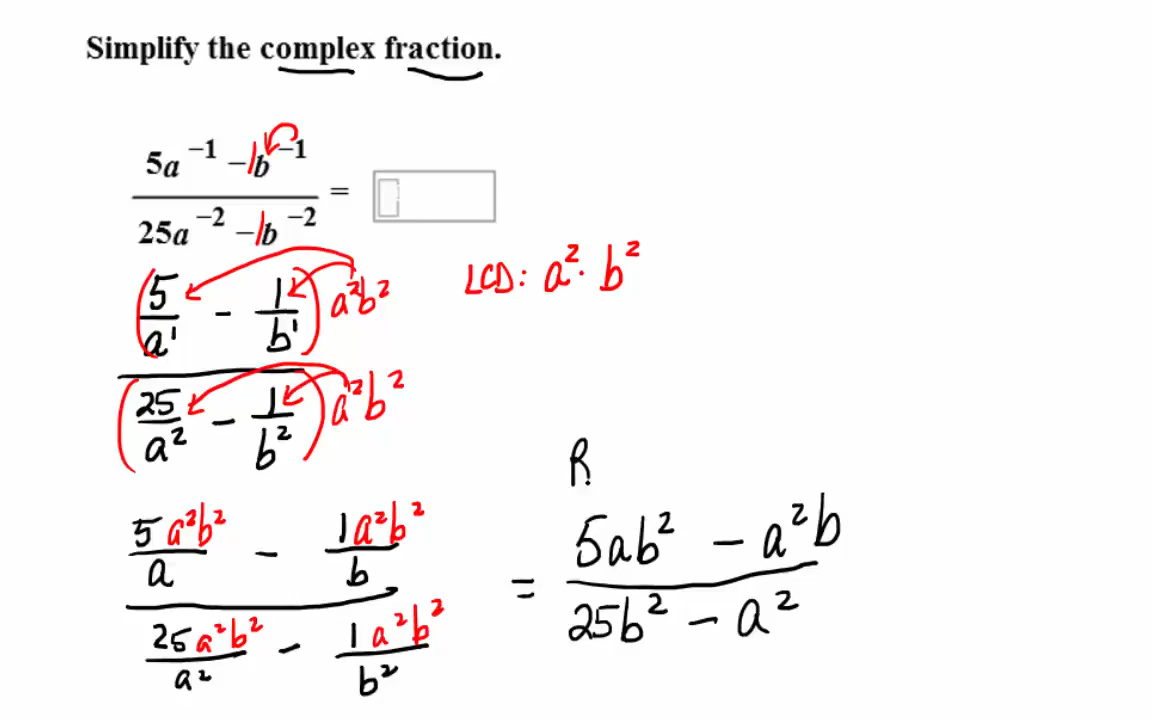 Simplify the complex fraction.
5a⁻¹ − 1b⁻¹
25a⁻² − 1b⁻²
=
(5/a¹ − 1/b¹) a²b²
(25/a² − 1/b²) a²b²
LCD: a² · b²
5a²b²/a − 1a²b²/b
25a²b²/a² − 1a²b²/b²
R
= 5ab² − a²b
25b² − a²